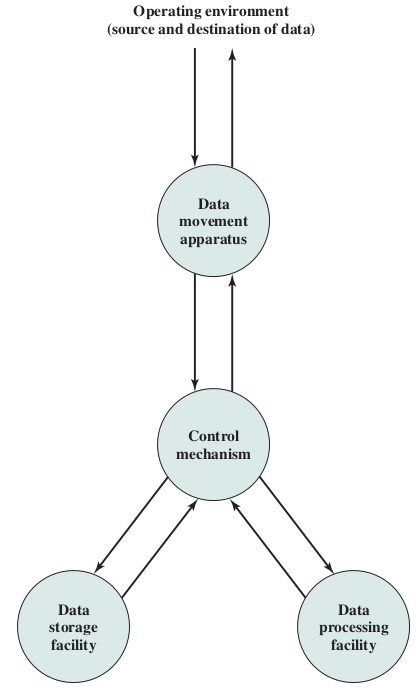 Operating environment
(source and destination of data)
Data
movement
apparatus
Control
mechanism
Data
storage
facility
Data
processing
facility